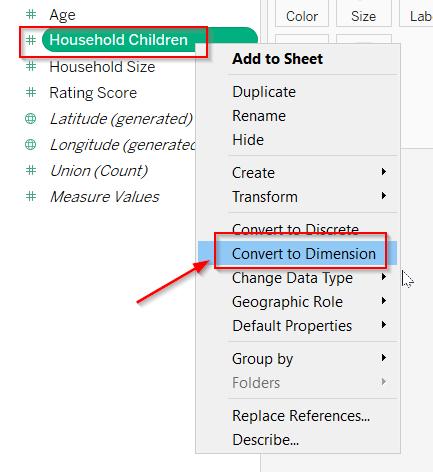 Age
Household Children
Household Size
Rating Score
Latitude (generated)
Longitude (generated
Union (Count)
Measure Values
Color
Size
Labe
Add to Sheet
Duplicate
Rename
Hide
Create
Transform
Convert to Discrete
Convert to Dimension
Change Data Type
Geographic Role
Default Properties
Group by
Folders
Replace References...
Describe...